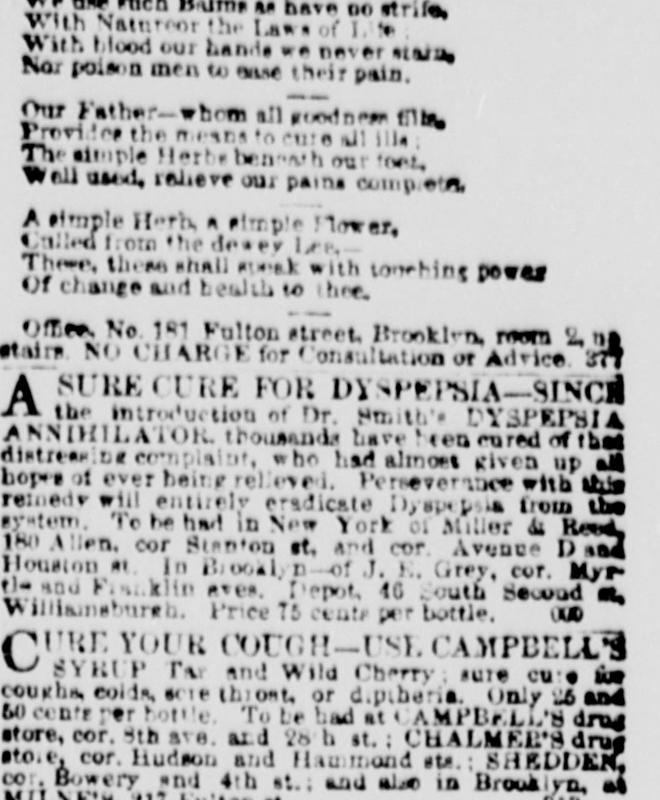 We use such Balms as have no strife,
With Nature or the Laws of Life;
With blood our hands we never stain,
Nor poison men to ease their pain.
Our Father—whom all goodness fills,
Provides the means to cure all ills;
The simple Herbs beneath our feet,
Well used, relieve our pains complete.
A simple Herb, a simple Flower,
Culled from the dewey Lee,—
These, these shall speak with touching power
Of change and health to thee.
Office, No. 181 Fulton street, Brooklyn, room 2, up
stairs. NO CHARGE for Consultation or Advice. 377
A SURE CURE FOR DYSPEPSIA—SINCE
the introduction of Dr. Smith's DYSPEPSIA
ANNIHILATOR, thousands have been cured of that
distressing complaint, who had almost given up all
hopes of ever being relieved. Perseverance with this
remedy will entirely eradicate Dyspepsia from the
system. To be had in New York of Miller & Reed,
180 Allen, cor Stanton st, and cor. Avenue D and
Houston st. In Brooklyn—of J. E. Grey, cor. Myr-
tle and Franklin aves. Depot, 46 South Second st,
Williamsburgh. Price 75 cents per bottle.
CURE YOUR COUGH—USE CAMPBELL'S
SYRUP Tar and Wild Cherry; sure cure for
coughs, colds, sore throat, or diptheria. Only 25 and
50 cents per bottle. To be had at CAMPBELL'S drug
store, cor. 8th ave. and 28th st.; CHALMER'S drug
store, cor. Hudson and Hammond sts.; SHEDDEN,
cor. Bowery and 4th st.; and also in Brooklyn, at
MILNE'S, 217 Fulton st.